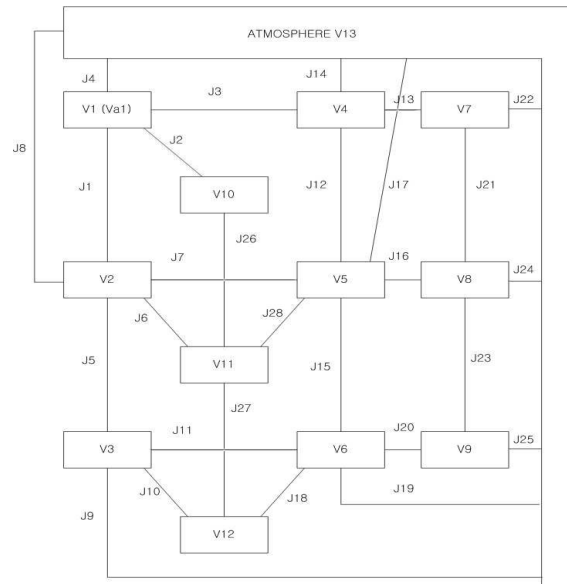 ATMOSPHERE V13
J4
J14
J3
J13
J22
V1 (Va1)
V4
V7
J8
J2
J1
V10
J12
J17
J21
J26
J7
J16
J24
V2
V5
V8
J6
J28
J5
V11
J15
J23
J27
J11
J20
J25
V3
V6
V9
J10
J18
J19
J9
V12